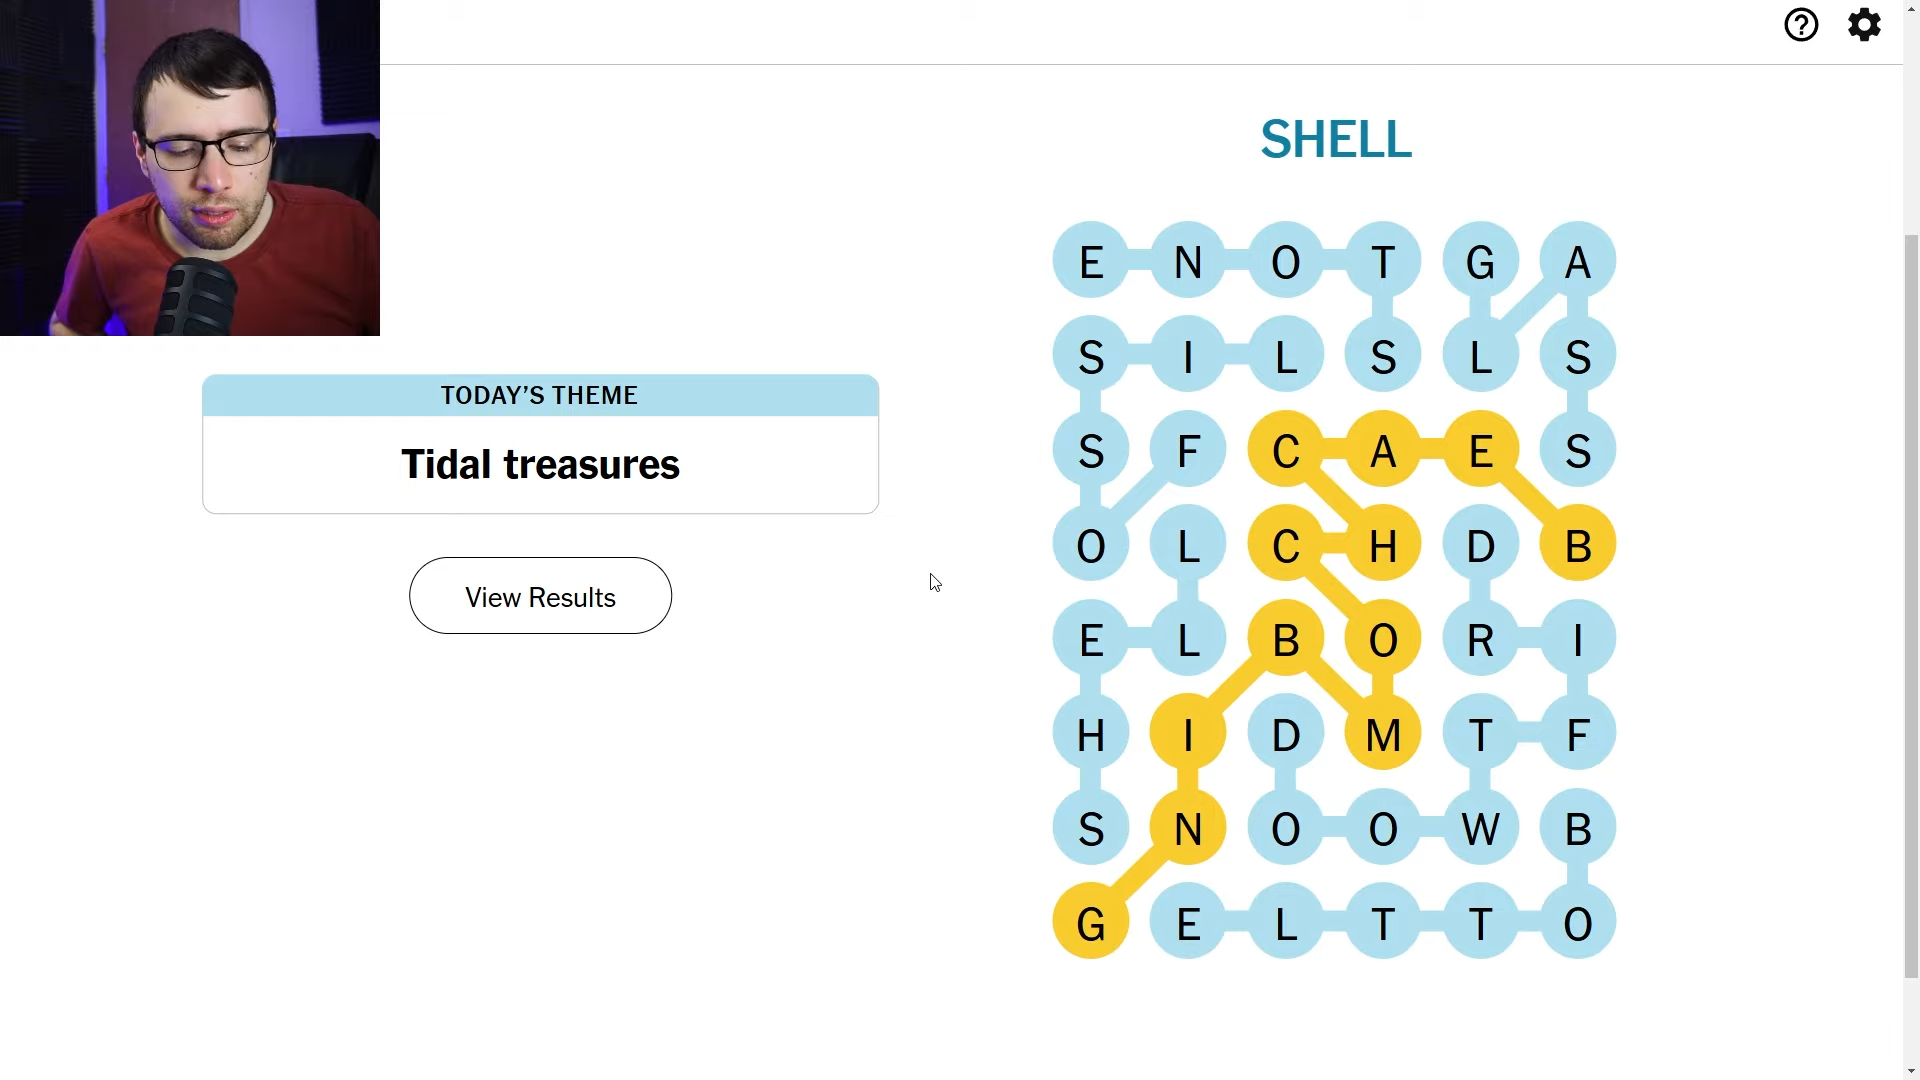 SHELL
E N O T G A
S I L S L S
S F C A E S
O L C H D B
E L B O R I
H I D M T F
S N O O W B
G E L T T O
TODAY'S THEME
Tidal treasures
View Results